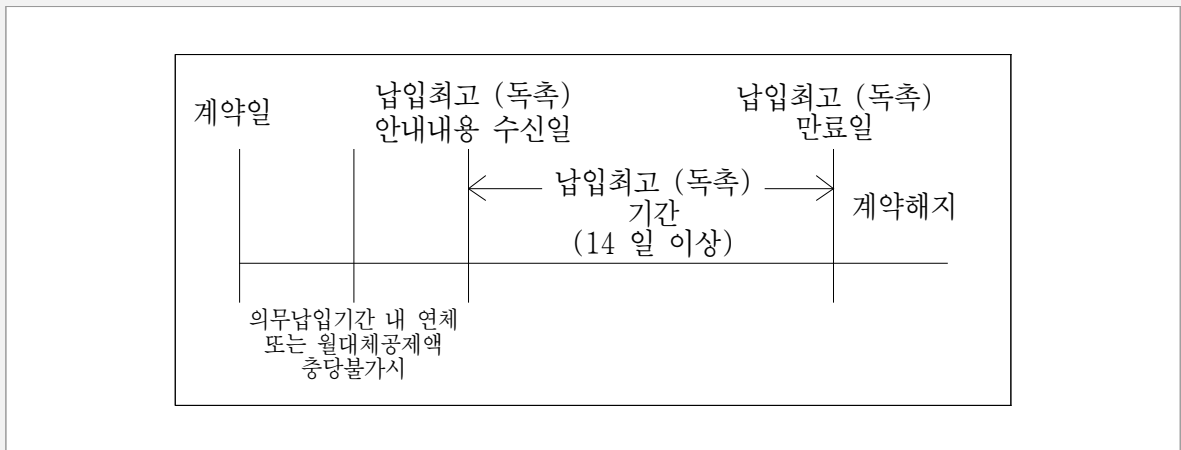 계약일
납입최고 (독촉)
안내내용 수신일
납입최고 (독촉)
만료일
납입최고 (독촉)
기간
(14 일 이상)
계약해지
의무납입기간 내 연체
또는 월대체공제액
충당불가시